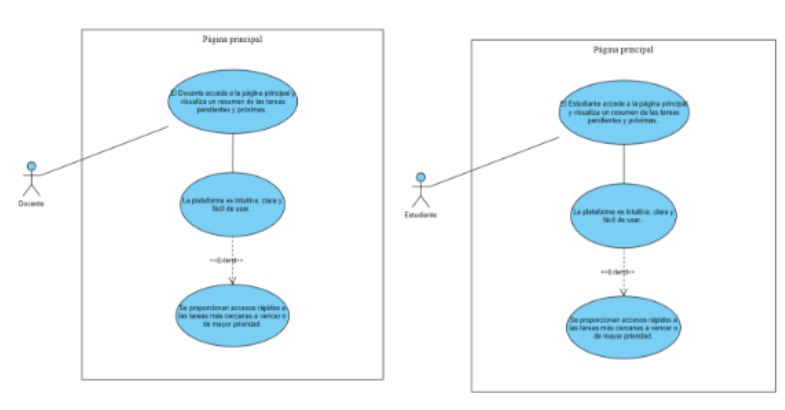 Página principal
El Docente accede a la página principal y
visualiza un resumen de las tareas
pendientes y próximas.
Docente
La plataforma es intuitiva, clara y
fácil de usar.
<<Extend>>
Se proporcionan accesos rápidos a
las tareas más cercanas a vencer o
de mayor prioridad.
Página principal
El Estudiante accede a la página principal
y visualiza un resumen de las tareas
pendientes y próximas.
Estudiante
La plataforma es intuitiva, clara y
fácil de usar.
<<Extend>>
Se proporcionan accesos rápidos a
las tareas más cercanas a vencer o
de mayor prioridad.